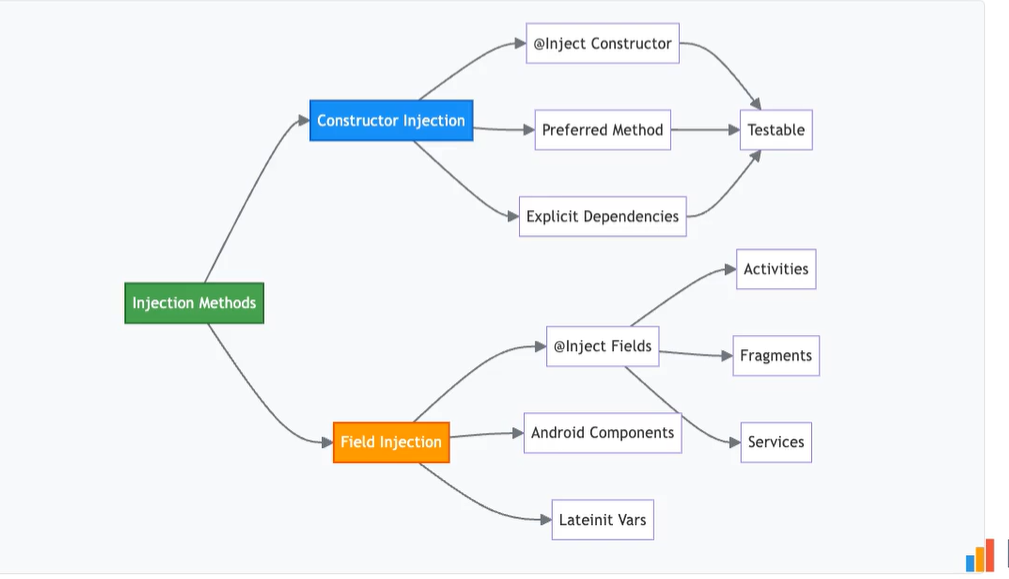 @Inject Constructor
Constructor Injection
Preferred Method
Testable
Explicit Dependencies
Activities
Injection Methods
@Inject Fields
Fragments
Field Injection
Android Components
Services
Lateinit Vars